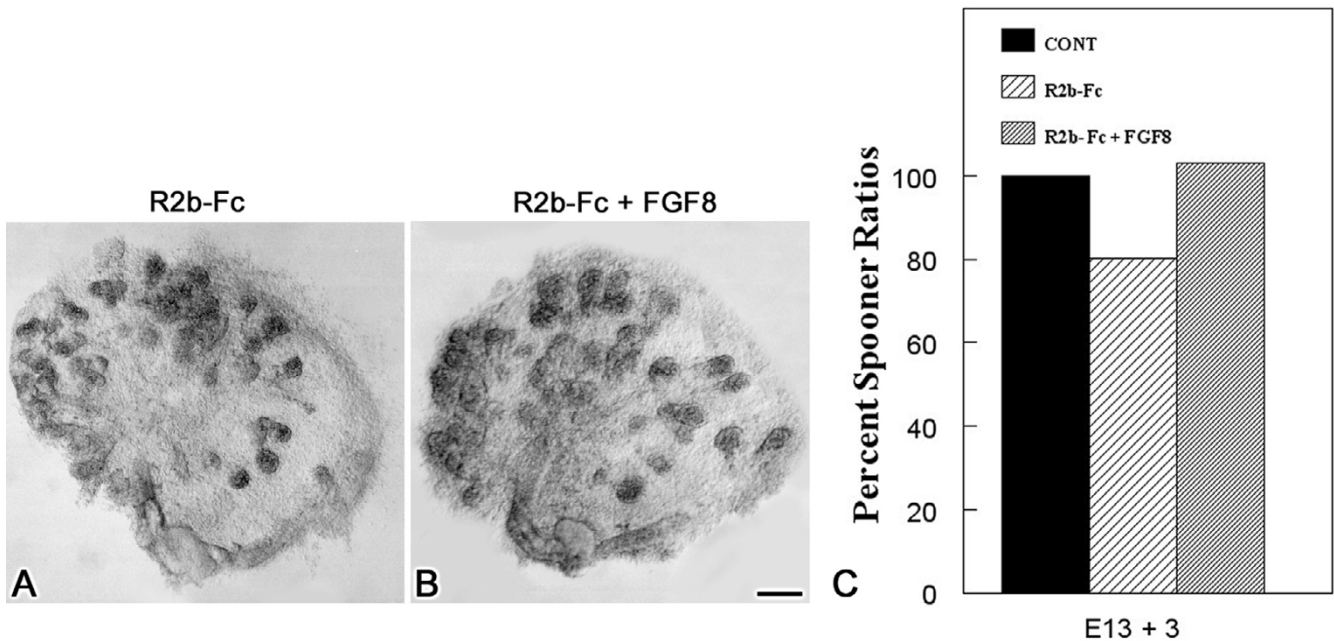 R2b-Fc
R2b-Fc + FGF8
A
B
C
CONT
R2b-Fc
R2b-Fc + FGF8
Percent Spooner Ratios
100
80
60
40
20
0
E13 + 3